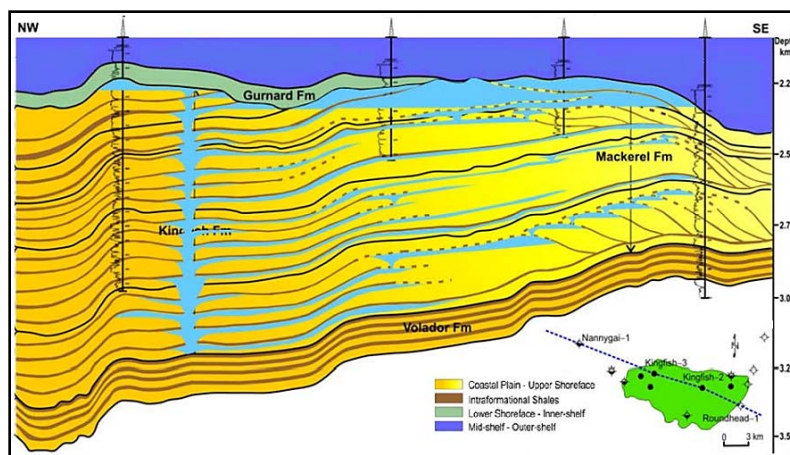 NW
SE
Depth
km
2.2
2.5
2.7
3.0
3.2
3.5
Gurnard Fm
Mackerel Fm
Fm
Volador Fm
Nannygai-1
N
Kingfish-3
Kingfish-2
Roundhead-1
0 3 km
Coastal Plain - Upper Shoreface
Intraformational Shales
Lower Shoreface - Inner-shelf
Mid-shelf - Outer-shelf